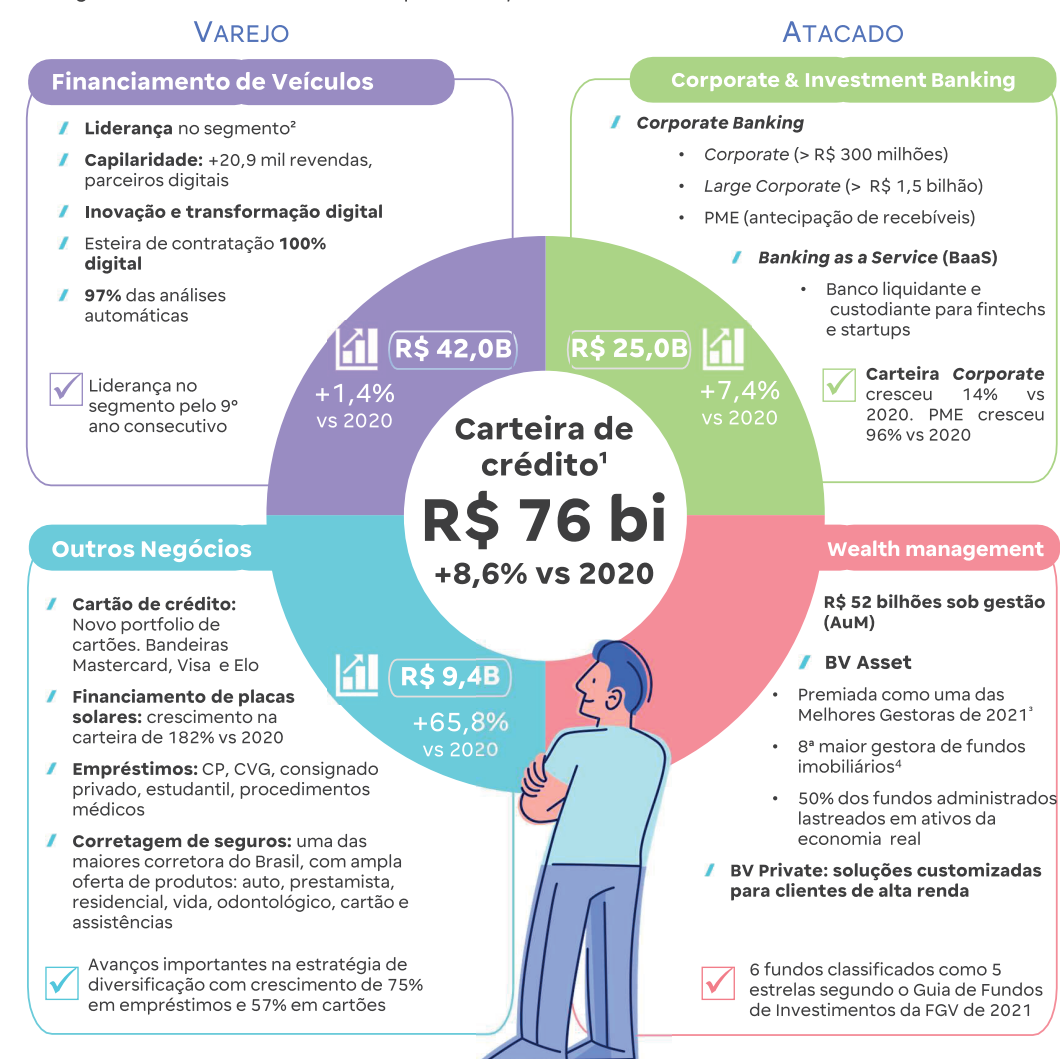 VAREJO
Financiamento de Veículos
Liderança no segmento²
Capilaridade: +20,9 mil revendas,
parceiros digitais
Inovação e transformação digital
Esteira de contratação 100%
digital
97% das análises
automáticas
Liderança no
segmento pelo 9º
ano consecutivo
ATACADO
Corporate & Investment Banking
Corporate Banking
• Corporate (> R$ 300 milhões)
• Large Corporate (> R$ 1,5 bilhão)
• PME (antecipação de recebíveis)
Banking as a Service (BaaS)
• Banco liquidante e
custodiante para fintechs
e startups
Carteira Corporate
cresceu 14% vs
2020. PME cresceu
96% vs 2020
R$ 42,0B
+1,4%
vs 2020
R$ 25,0B
+7,4%
vs 2020
Carteira de
crédito¹
R$ 76 bi
+8,6% vs 2020
R$ 9,4B
+65,8%
vs 2020
Outros Negócios
Cartão de crédito:
Novo portfolio de
cartões. Bandeiras
Mastercard, Visa e Elo
Financiamento de placas
solares: crescimento na
carteira de 182% vs 2020
Empréstimos: CP, CVG, consignado
privado, estudantil, procedimentos
médicos
Corretagem de seguros: uma das
maiores corretora do Brasil, com ampla
oferta de produtos: auto, prestamista,
residencial, vida, odontológico, cartão e
assistências
Avanços importantes na estratégia de
diversificação com crescimento de 75%
em empréstimos e 57% em cartões
Wealth management
R$ 52 bilhões sob gestão
(AuM)
BV Asset
• Premiada como uma das
Melhores Gestoras de 2021³
• 8ª maior gestora de fundos
imobiliários⁴
• 50% dos fundos administrados
lastreados em ativos da
economia real
BV Private: soluções customizadas
para clientes de alta renda
6 fundos classificados como 5
estrelas segundo o Guia de Fundos
de Investimentos da FGV de 2021